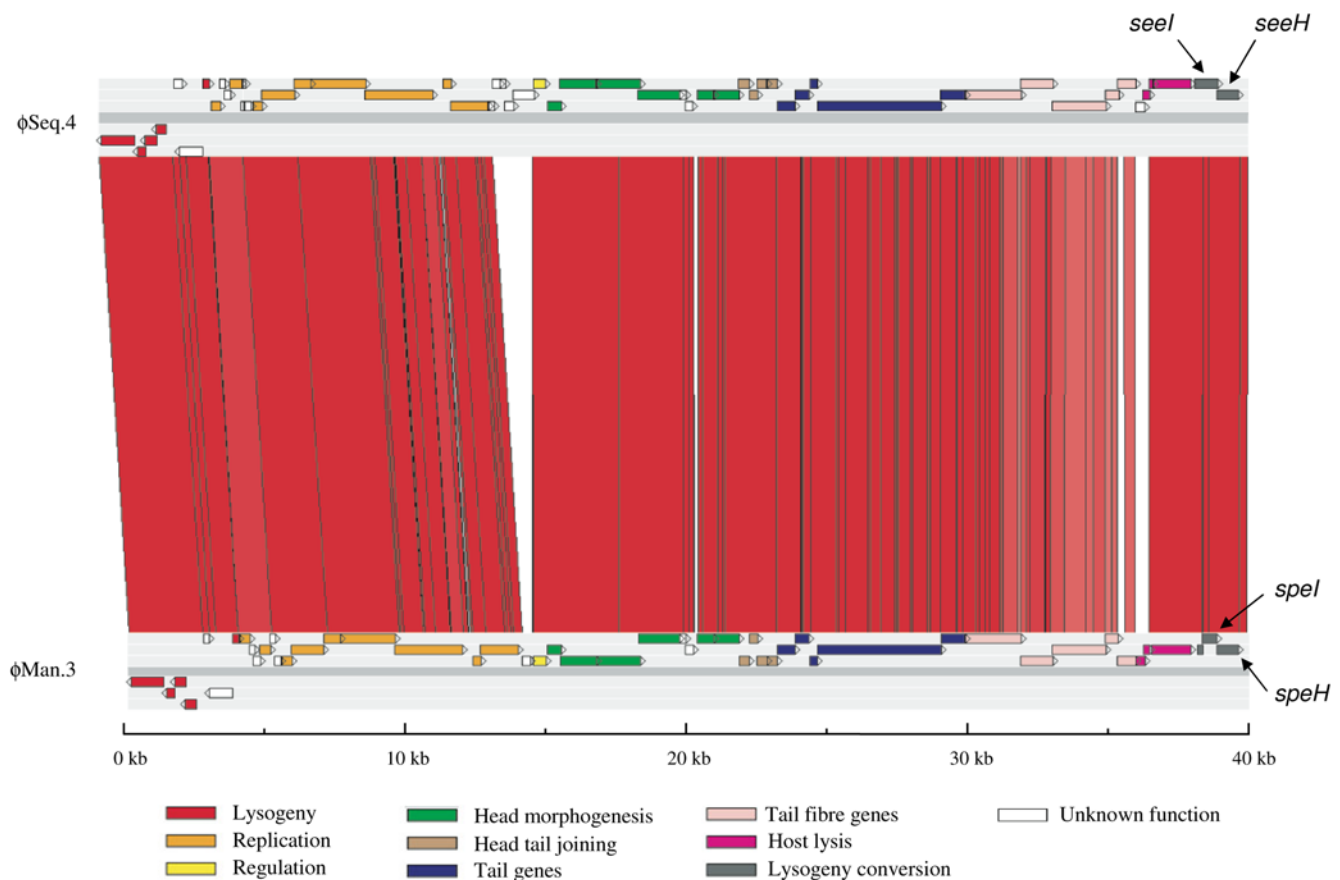 seeI seeH
φSeq.4
speI
φMan.3
speH
0 kb 10 kb 20 kb 30 kb 40 kb
Lysogeny Head morphogenesis Tail fibre genes Unknown function
Replication Head tail joining Host lysis
Regulation Tail genes Lysogeny conversion